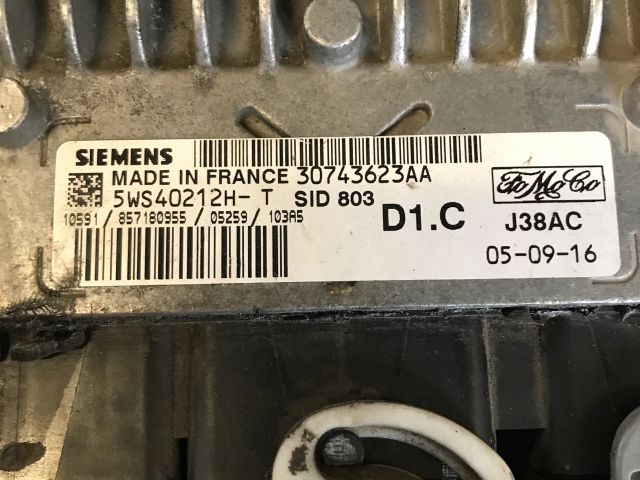 SIEMENS
MADE IN FRANCE 30743623AA
5WS40212H- T SID 803
FoMoCo
10591 / 857180955 / 05259 / 103A5
D1.C J38AC
05-09-16